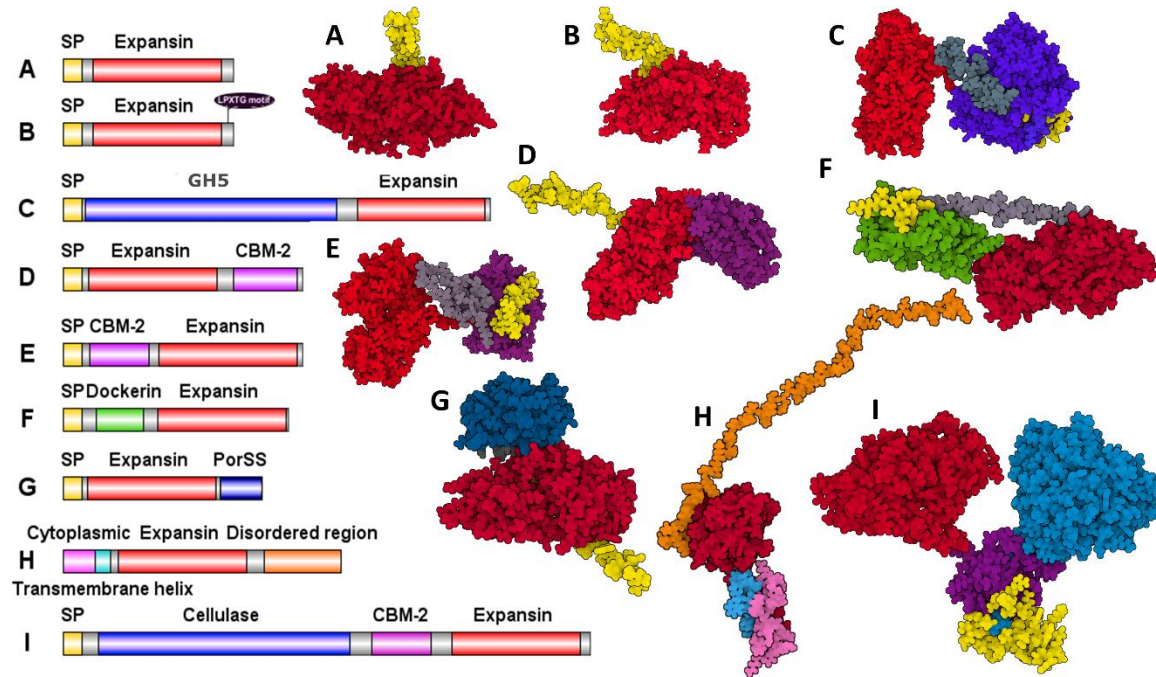 SP Expansin
A
SP Expansin
LPXTG motif
B
SP GH5 Expansin
C
SP Expansin CBM-2
D
SP CBM-2 Expansin
E
SP Dockerin Expansin
F
SP Expansin PorSS
G
Cytoplasmic Expansin Disordered region
H
Transmembrane helix
SP Cellulase CBM-2 Expansin
I
A
B
C
D
E
F
G
H
I